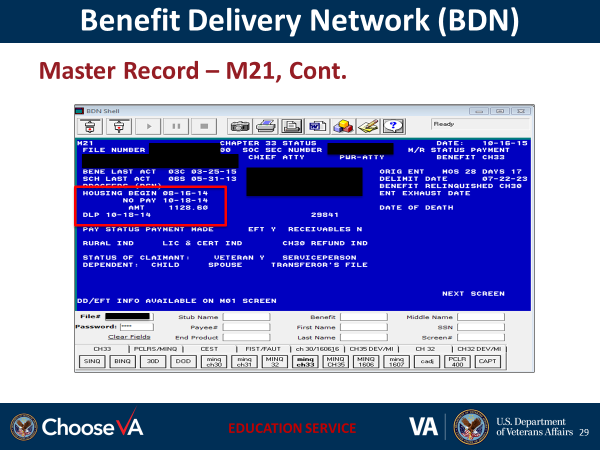 Benefit Delivery Network (BDN)
Master Record – M21, Cont.
BDN Shell
Ready
M21 CHAPTER 33 STATUS DATE: 10-16-15
FILE NUMBER 00 SOC SEC NUMBER M/R STATUS PAYMENT
CHIEF ATTY PWR-ATTY BENEFIT CH33
BENE LAST ACT 03C 03-25-15 ORIG ENT MOS 28 DAYS 17
SCH LAST ACT 06S 05-31-13 DELIMIT DATE 07-22-23
BENEFIT RELINQUISHED CH30
HOUSING BEGIN 08-16-14 ENT EXHAUST DATE
NO PAY 10-18-14
AMT 1128.60 DATE OF DEATH
DLP 10-18-14 29841
PAY STATUS PAYMENT MADE EFT Y RECEIVABLES N
RURAL IND LIC & CERT IND CH30 REFUND IND
STATUS OF CLAIMANT: VETERAN Y SERVICEPERSON
DEPENDENT: CHILD SPOUSE TRANSFEROR'S FILE
NEXT SCREEN
DD/EFT INFO AVAILABLE ON M01 SCREEN
File# Stub Name Benefit Middle Name
Password: **** Payee# First Name SSN
Clear Fields End Product Last Name Screen#
CH33 PCLRS/MINQ CEST FIST/FAUT ch 30/1606|16 CH35 DEV/MI CH 32 CH32 DEV/MI
SINQ BINQ 30D DOD minq ch30 minq ch31 MINQ 32 minq ch33 MINQ CH35 MINQ 1606 minq 1607 cadj PCLR 400 CAPT
Choose VA
EDUCATION SERVICE
VA
U.S. Department
of Veterans Affairs
29